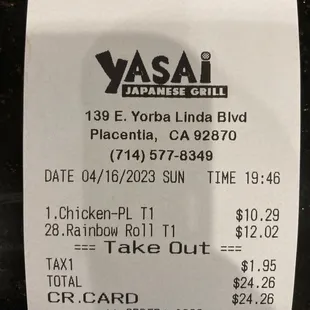 YASAI
JAPANESE GRILL
139 E. Yorba Linda Blvd
Placentia, CA 92870
(714) 577-8349
DATE 04/16/2023 SUN TIME 19:46
1.Chicken-PL T1 $10.29
28.Rainbow Roll T1 $12.02
=== Take Out ===
TAX1 $1.95
TOTAL $24.26
CR.CARD $24.26